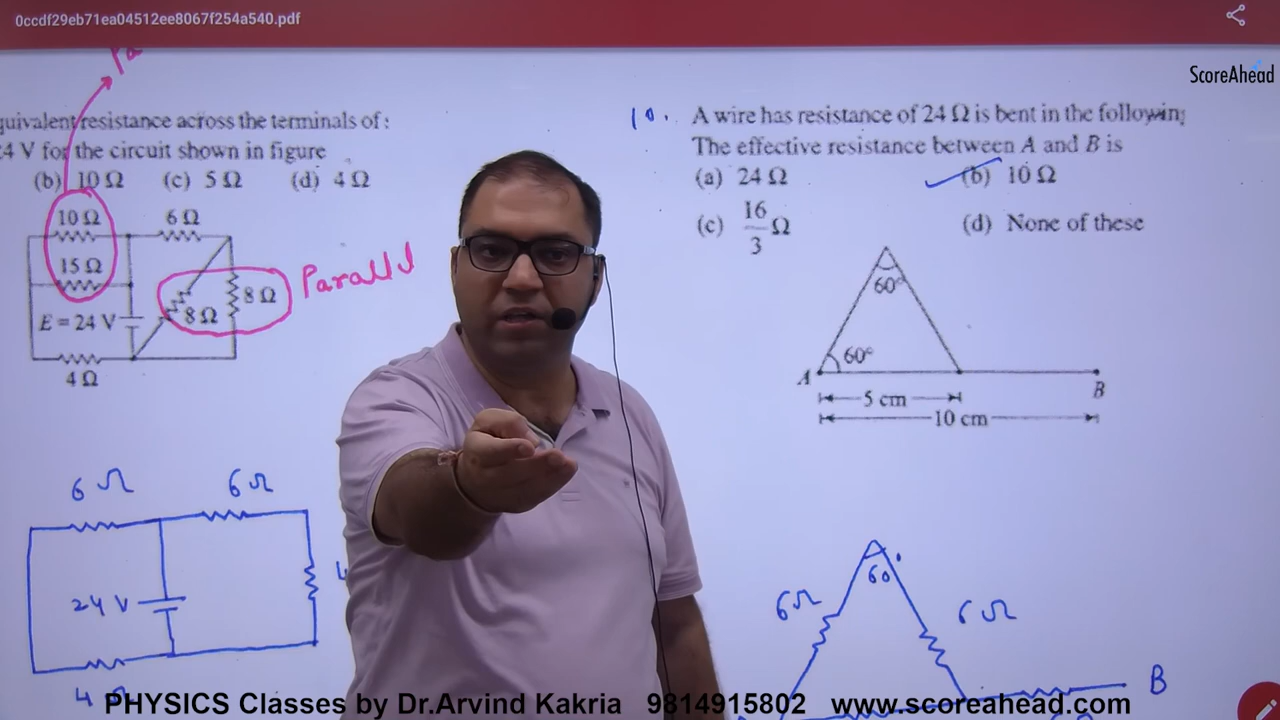 0ccdf29eb71ea04512ee8067f254a540.pdf
ScoreAhead
Pa
quivalent resistance across the terminals of :
4 V for the circuit shown in figure
(b) 10 Ω (c) 5 Ω (d) 4 Ω
10 Ω 6 Ω
15 Ω
8 Ω
8 Ω
E = 24 V
4 Ω
Parallel
6 Ω 6 Ω
24 V
4
10. A wire has resistance of 24 Ω is bent in the following
The effective resistance between A and B is
(a) 24 Ω (b) 10 Ω
(c) 16/3 Ω (d) None of these
60°
60°
A
B
5 cm
10 cm
60
6 Ω 6 Ω
B
PHYSICS Classes by Dr.Arvind Kakria 9814915802 www.scoreahead.com